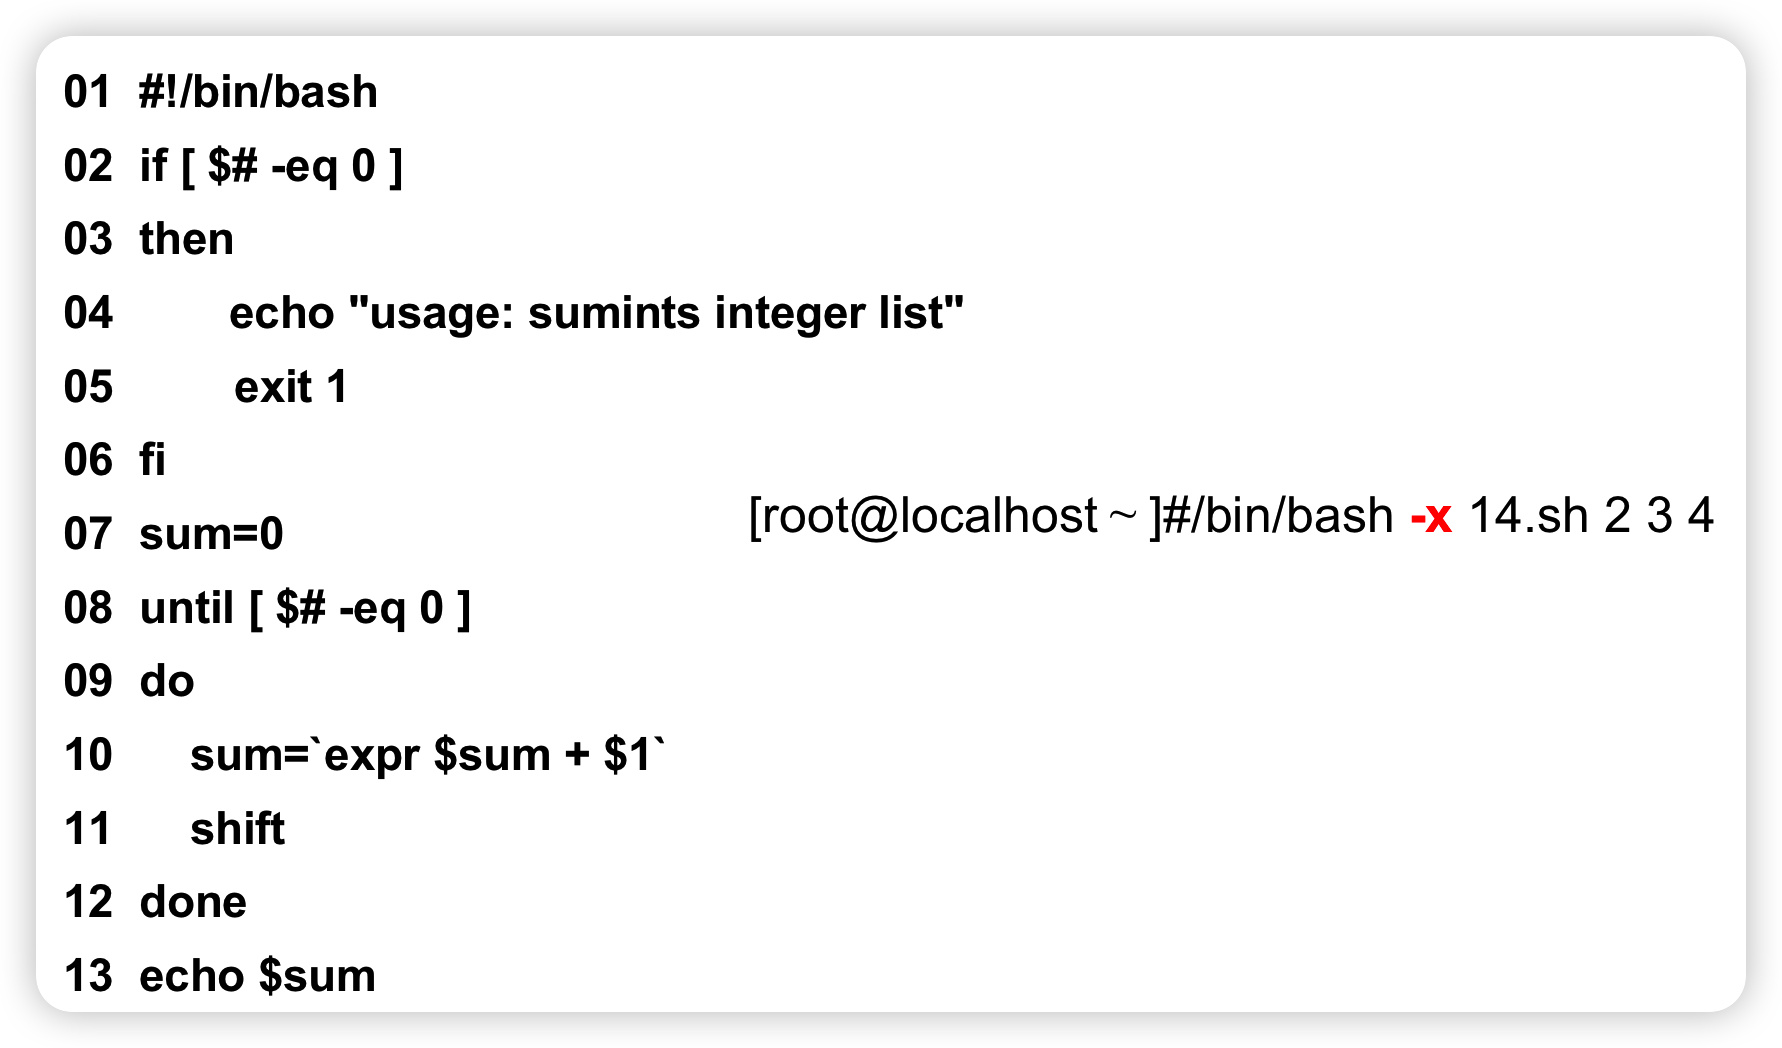 01 #!/bin/bash
02 if [ $# -eq 0 ]
03 then
04 echo "usage: sumints integer list"
05 exit 1
06 fi
[root@localhost ~ ]#/bin/bash -x 14.sh 2 3 4
07 sum=0
08 until [ $# -eq 0 ]
09 do
10 sum=`expr $sum + $1`
11 shift
12 done
13 echo $sum